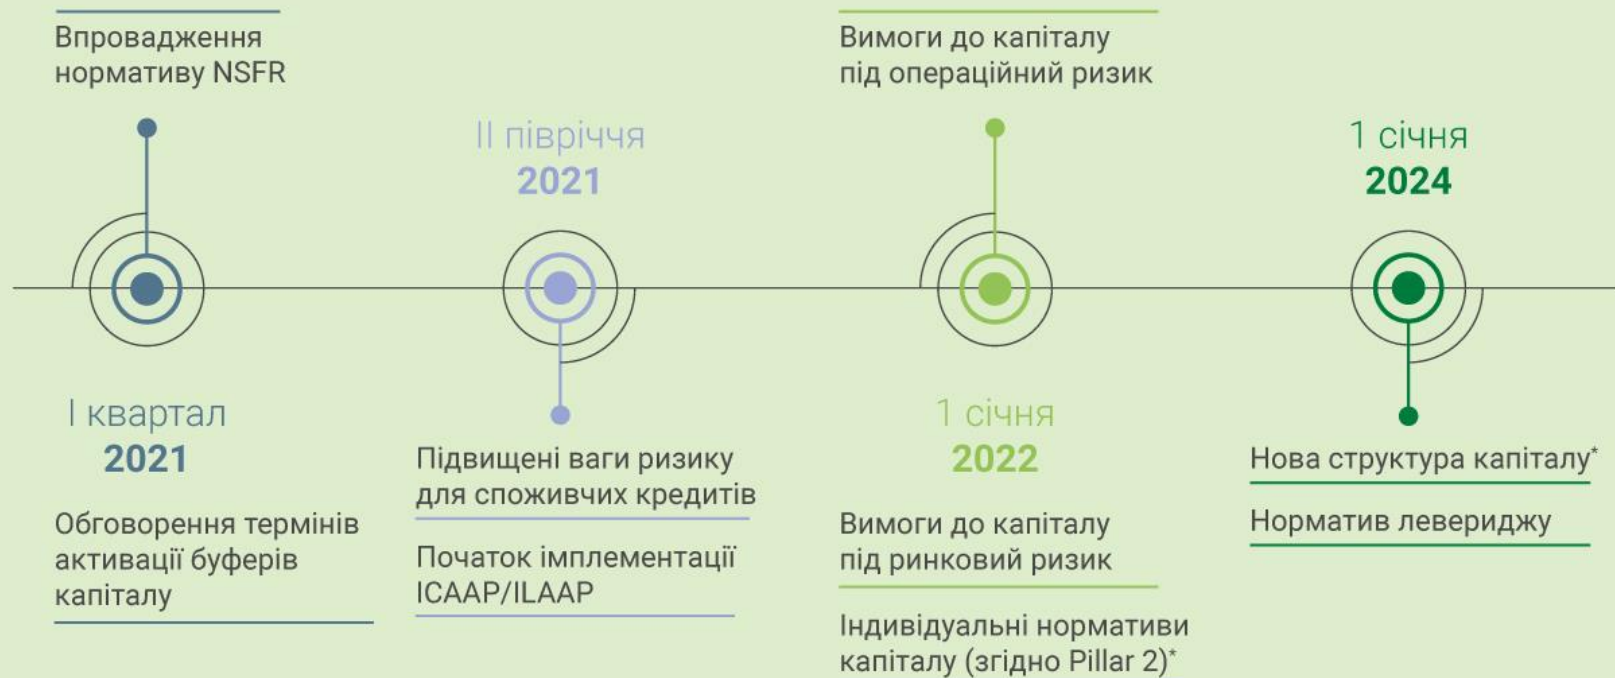 Впровадження
нормативу NSFR
I квартал
2021
Обговорення термінів
активації буферів
капіталу
II півріччя
2021
Підвищені ваги ризику
для споживчих кредитів
Початок імплементації
ICAAP/ILAAP
Вимоги до капіталу
під операційний ризик
1 січня
2022
Вимоги до капіталу
під ринковий ризик
Індивідуальні нормативи
капіталу (згідно Pillar 2)*
1 січня
2024
Нова структура капіталу*
Норматив левериджу